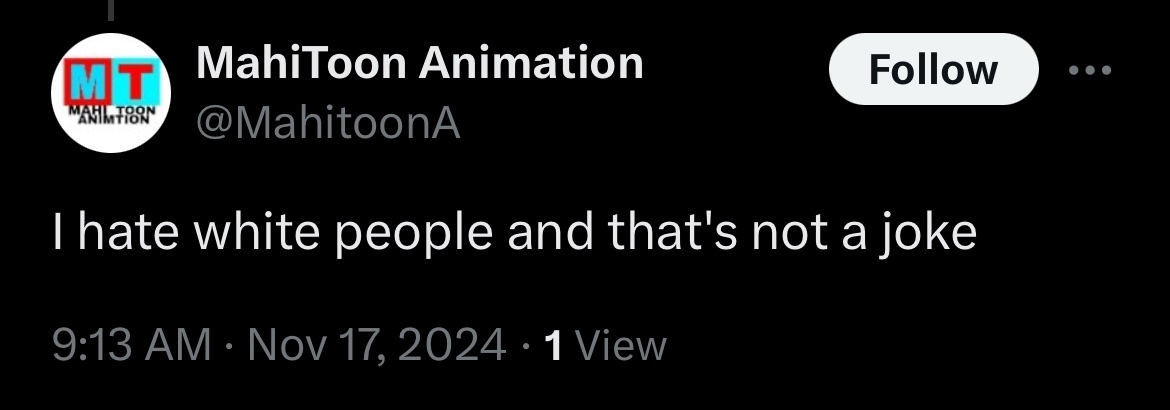 MT
MAHI TOON
ANIMTION
MahiToon Animation
Follow
@MahitoonA
I hate white people and that's not a joke
9:13 AM · Nov 17, 2024 · 1 View